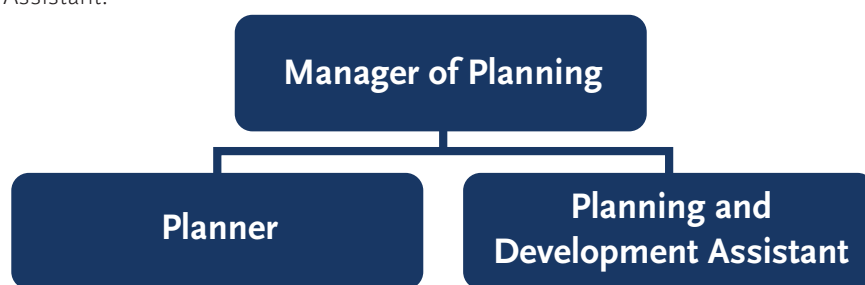 Assistant.
Manager of Planning
Planner
Planning and
Development Assistant